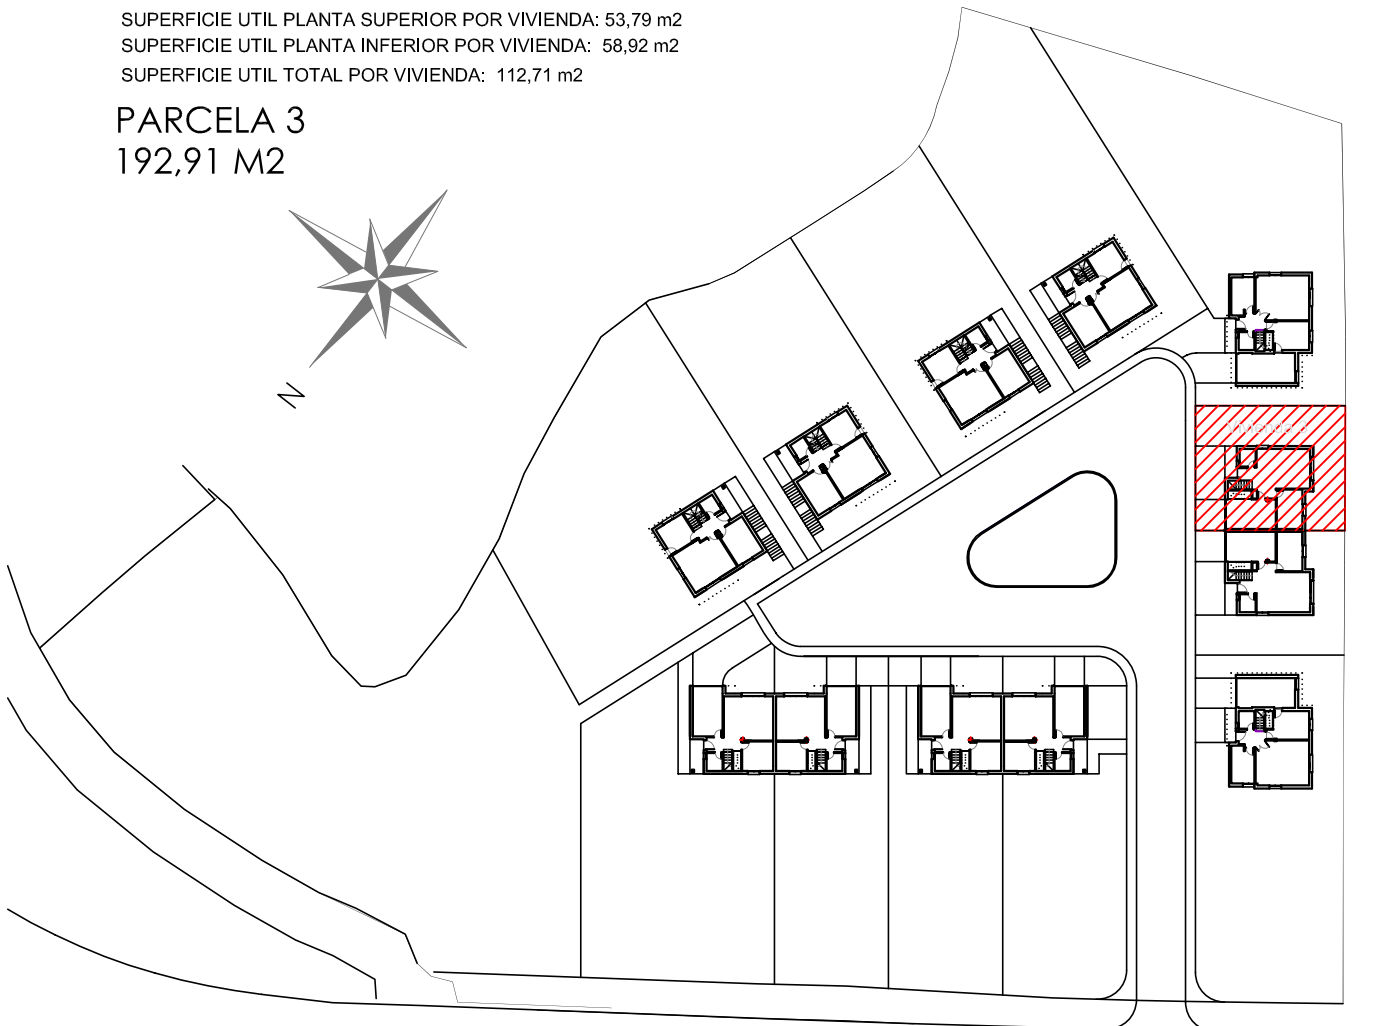 SUPERFICIE UTIL PLANTA SUPERIOR POR VIVIENDA: 53,79 m2
SUPERFICIE UTIL PLANTA INFERIOR POR VIVIENDA: 58,92 m2
SUPERFICIE UTIL TOTAL POR VIVIENDA: 112,71 m2
PARCELA 3
192,91 M2
N